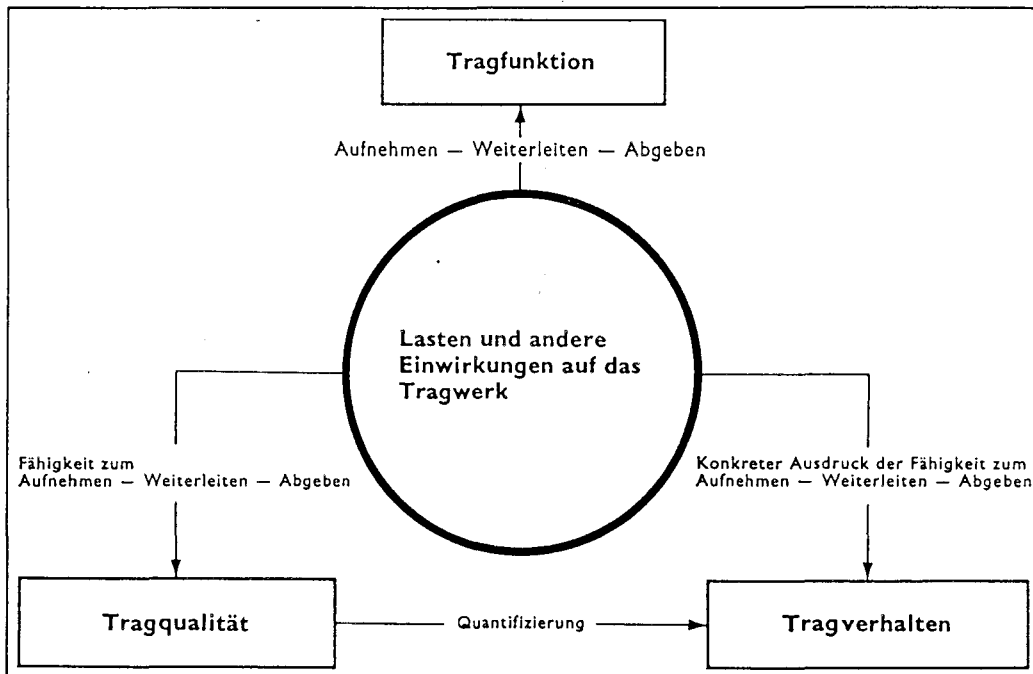 Tragfunktion
Aufnehmen — Weiterleiten — Abgeben
Lasten und andere
Einwirkungen auf das
Tragwerk
Fähigkeit zum
Aufnehmen — Weiterleiten — Abgeben
Konkreter Ausdruck der Fähigkeit zum
Aufnehmen — Weiterleiten — Abgeben
Tragqualität
Quantifizierung
Tragverhalten